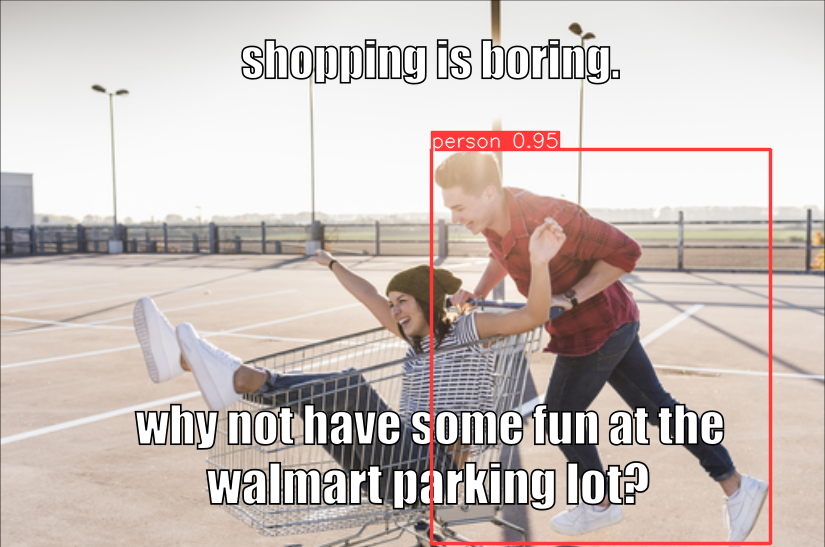 shopping is boring.
person 0.95
why not have some fun at the
walmart parking lot?